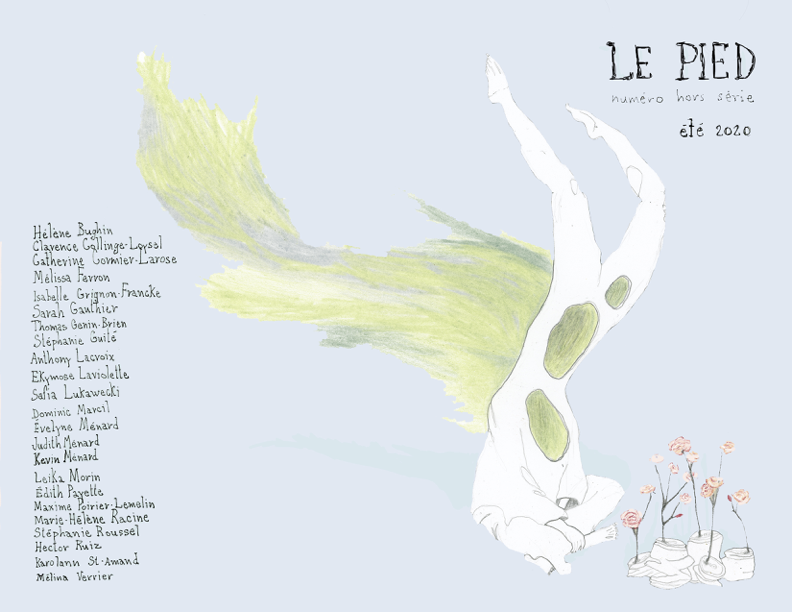 LE PIED
numéro hors série
été 2020
Hélène Bughin
Clarence Collinge-Loysel
Catherine Cormier-Larose
Mélissa Ferron
Isabelle Grignon-Francke
Sarah Gauthier
Thomas Genin-Brien
Stéphanie Guité
Anthony Lacroix
Ekymose Laviolette
Safia Lukawecki
Dominic Marcil
Évelyne Ménard
Judith Ménard
Kevin Ménard
Leïka Morin
Édith Payette
Maxime Poirier-Lemelin
Marie-Hélène Racine
Stéphanie Roussel
Hector Ruiz
Karolann St-Amand
Mélina Verrier